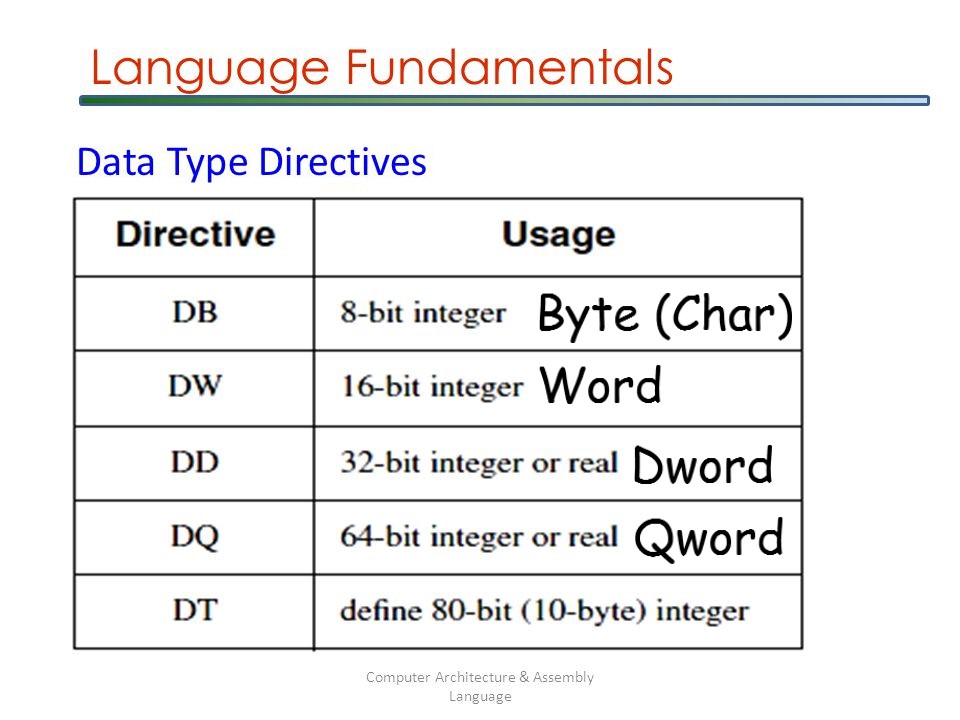 Language Fundamentals
Data Type Directives
Directive Usage
DB 8-bit integer Byte (Char)
DW 16-bit integer Word
DD 32-bit integer or real Dword
DQ 64-bit integer or real Qword
DT define 80-bit (10-byte) integer
Computer Architecture & Assembly
Language